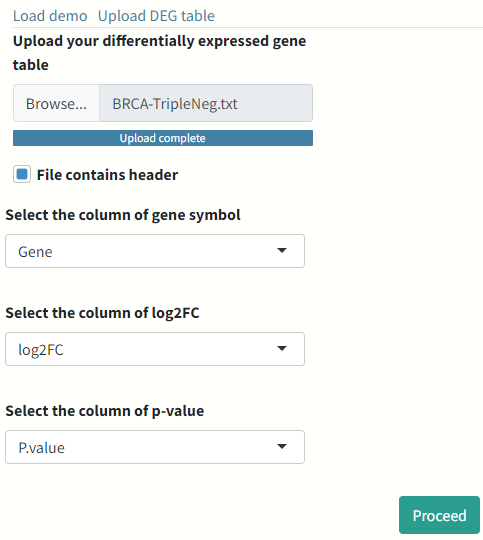 Load demo Upload DEG table
Upload your differentially expressed gene
table
Browse... BRCA-TripleNeg.txt
Upload complete
File contains header
Select the column of gene symbol
Gene
Select the column of log2FC
log2FC
Select the column of p-value
P.value
Proceed